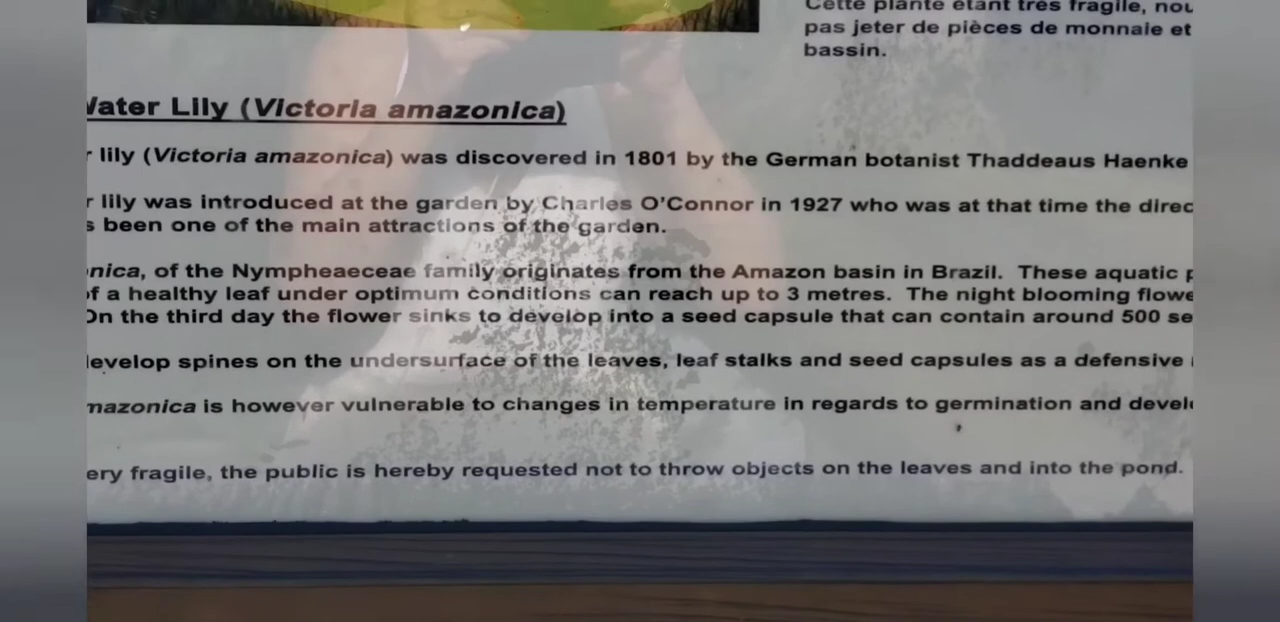 Cette plante étant très fragile,
pas jeter de pièces de monnaie et
bassin.
Water Lily (Victoria amazonica)
lily (Victoria amazonica) was discovered in 1801 by the German botanist Thaddeaus Haenke
lily was introduced at the garden by Charles O'Connor in 1927 who was at that time the direc
s been one of the main attractions of the garden.
nica, of the Nympheaeceae family originates from the Amazon basin in Brazil. These aquatic p
of a healthy leaf under optimum conditions can reach up to 3 metres. The night blooming flowe
On the third day the flower sinks to develop into a seed capsule that can contain around 500 se
evelop spines on the undersurface of the leaves, leaf stalks and seed capsules as a defensive
mazonica is however vulnerable to changes in temperature in regards to germination and devel
ery fragile, the public is hereby requested not to throw objects on the leaves and into the pond.